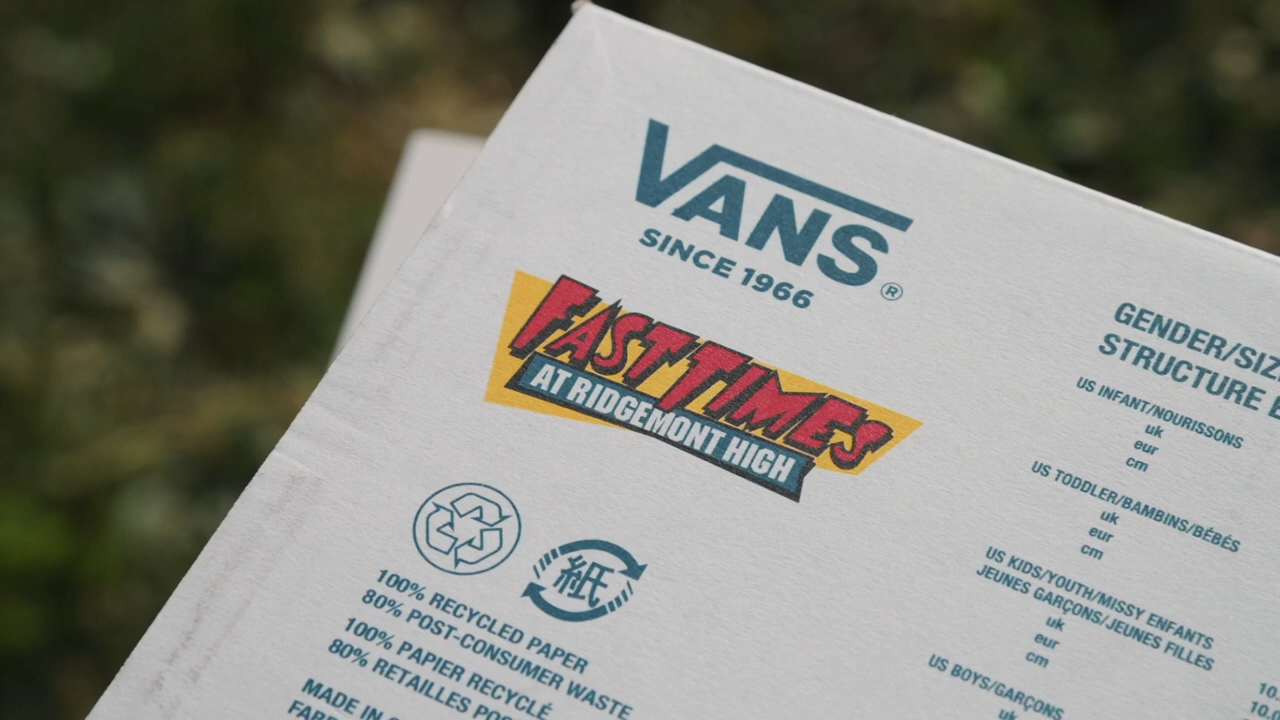 VANS
SINCE 1966
®
FAST TIMES
AT RIDGEMONT HIGH
紙
100% RECYCLED PAPER
80% POST-CONSUMER WASTE
100% PAPIER RECYCLÉ
80% RETAILLES
MADE IN
GENDER/
STRUCTURE
US INFANT/NOURISSONS
uk
eur
cm
US TODDLER/BAMBINS/BÉBÉS
uk
eur
cm
US KIDS/YOUTH/MISSY ENFANTS
JEUNES GARÇONS/JEUNES FILLES
uk
eur
cm
US BOYS/GARÇONS
uk